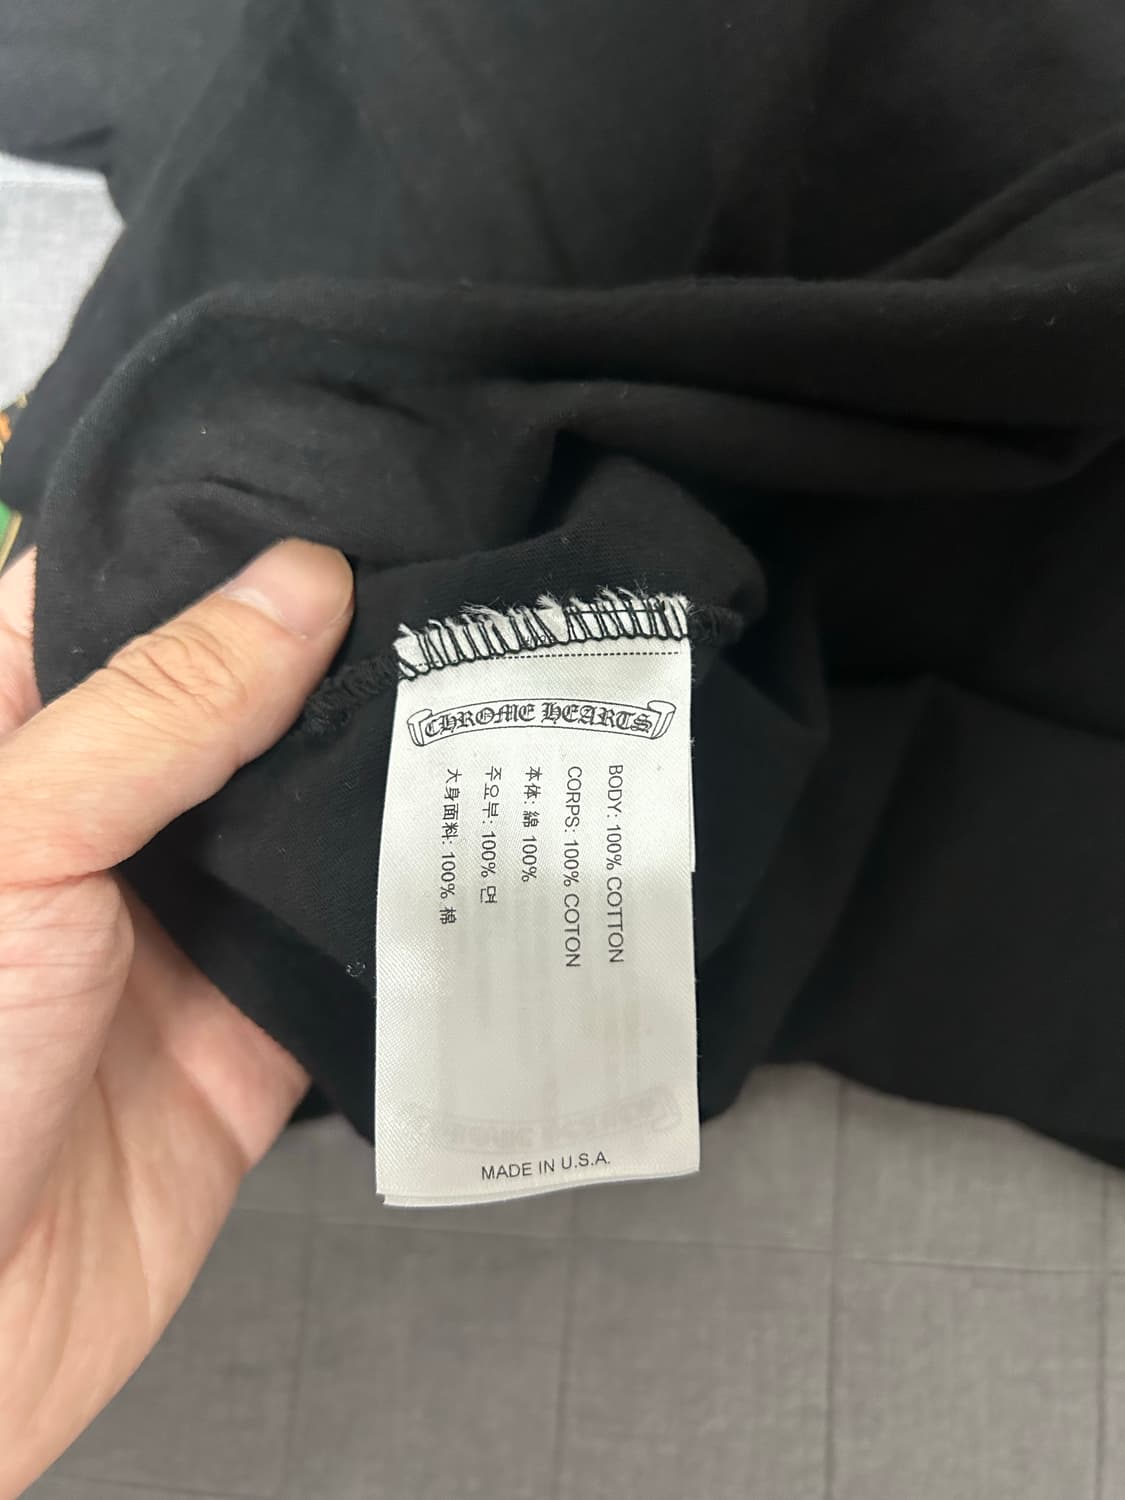 CHROME HEARTS
BODY: 100% COTTON
CORPS: 100% COTON
本体: 綿 100%
주요부: 100% 면
大身面料: 100% 棉
MADE IN U.S.A.